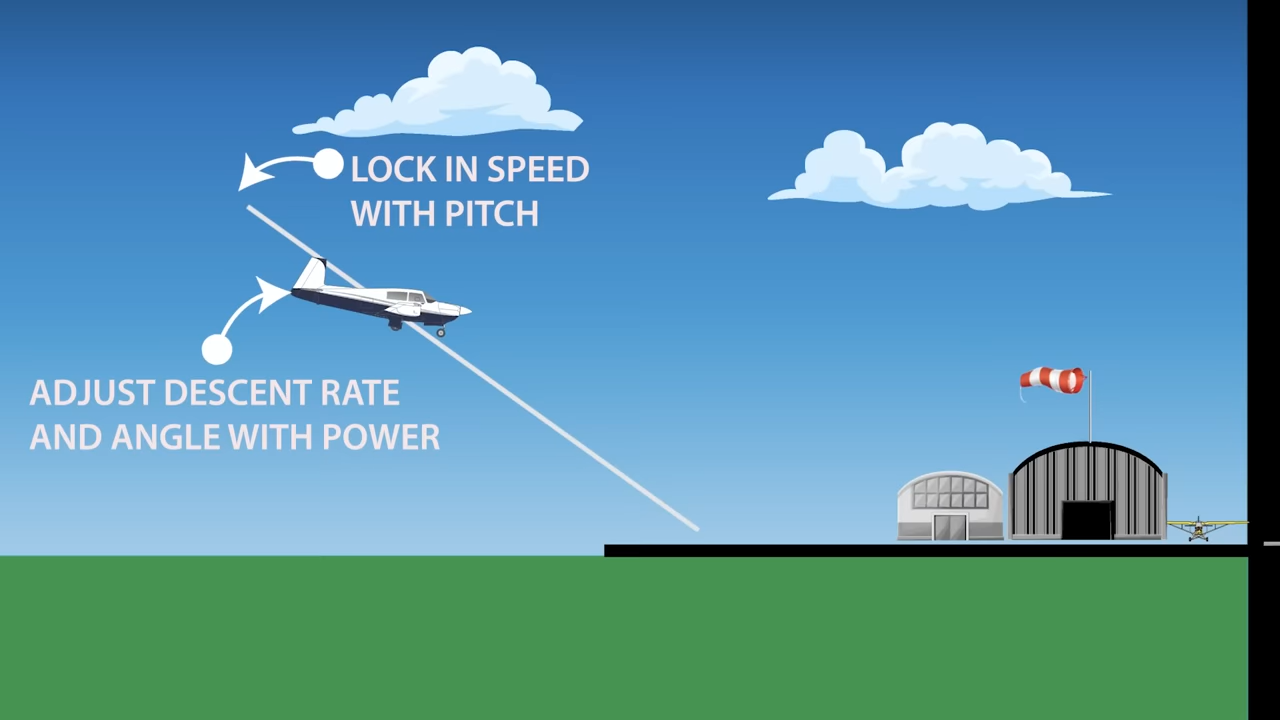 LOCK IN SPEED
WITH PITCH
ADJUST DESCENT RATE
AND ANGLE WITH POWER